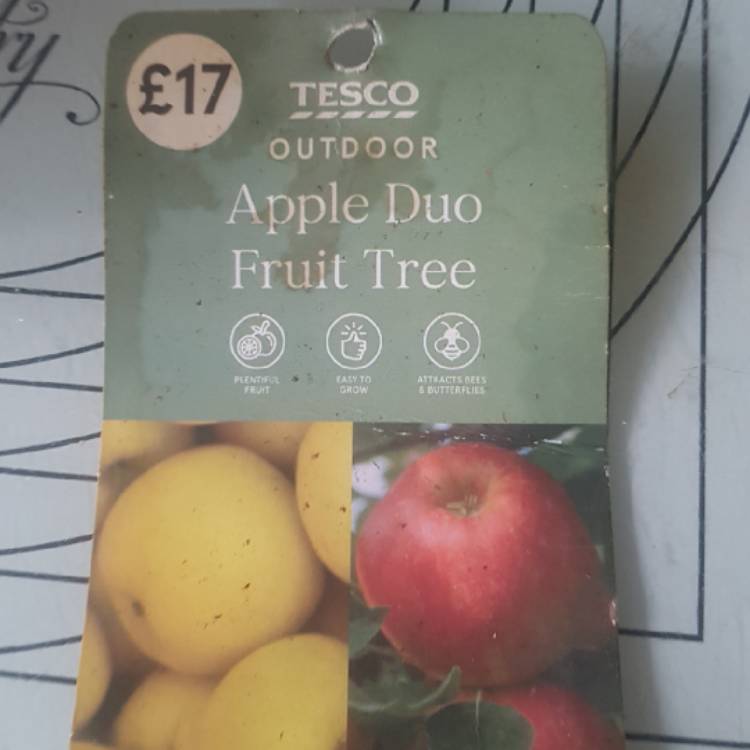 £17
TESCO
OUTDOOR
Apple Duo
Fruit Tree
PLENTIFUL
FRUIT
EASY TO
GROW
ATTRACTS BEES
& BUTTERFLIES